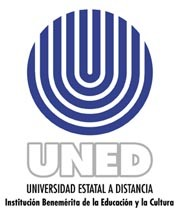 UNED
UNIVERSIDAD ESTATAL A DISTANCIA
Institución Benemérita de la Educación y la Cultura